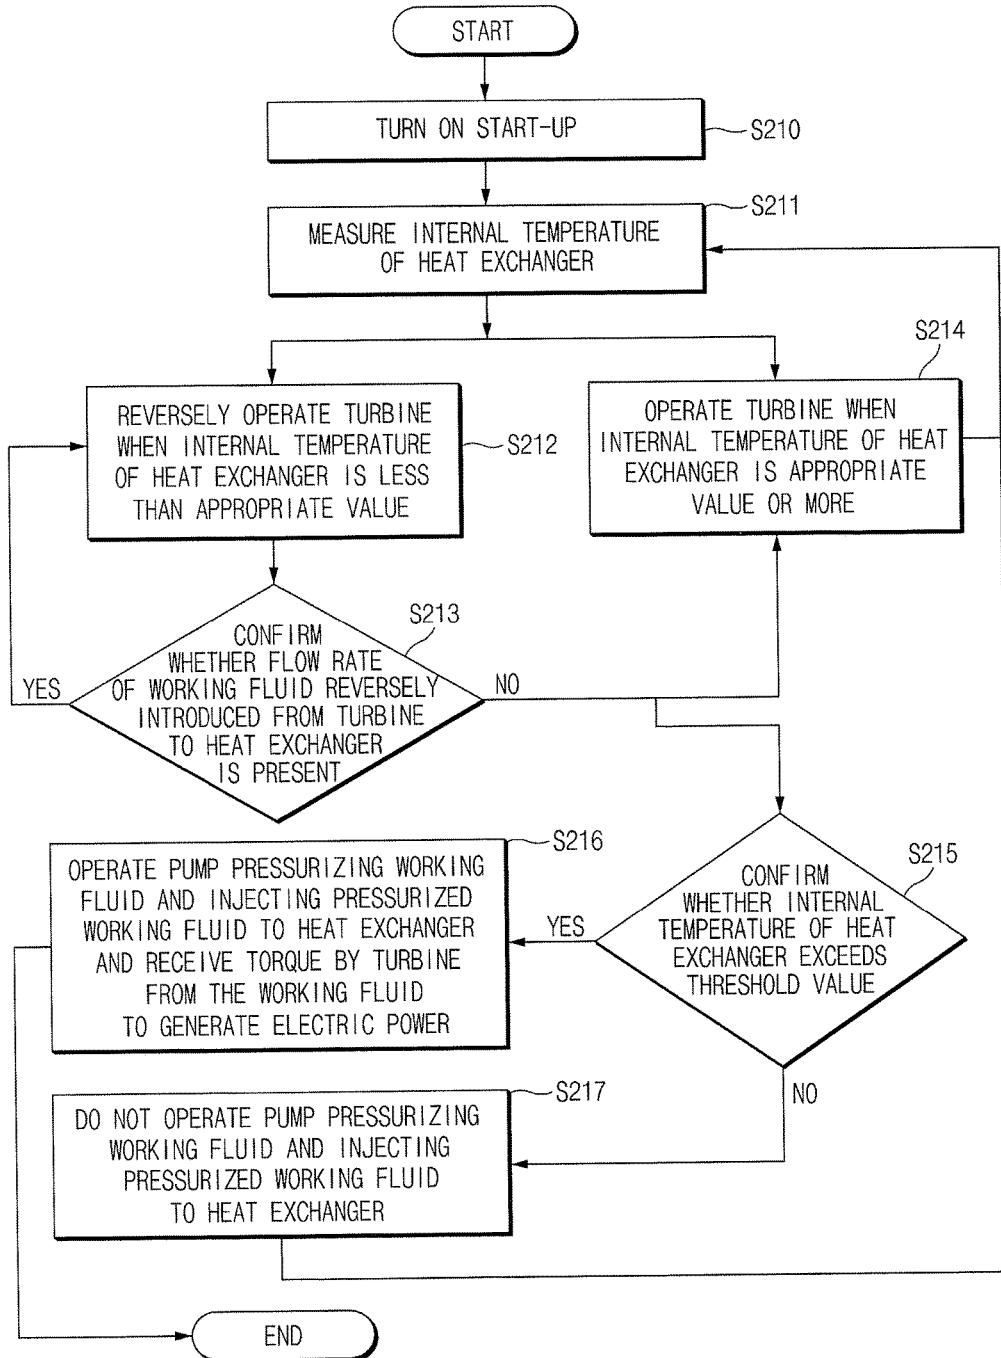 START
TURN ON START-UP
S210
S211
MEASURE INTERNAL TEMPERATURE
OF HEAT EXCHANGER
S214
REVERSELY OPERATE TURBINE
WHEN INTERNAL TEMPERATURE
OF HEAT EXCHANGER IS LESS
THAN APPROPRIATE VALUE
S212
OPERATE TURBINE WHEN
INTERNAL TEMPERATURE OF HEAT
EXCHANGER IS APPROPRIATE
VALUE OR MORE
S213
CONFIRM
WHETHER FLOW RATE
OF WORKING FLUID REVERSELY
INTRODUCED FROM TURBINE
TO HEAT EXCHANGER
IS PRESENT
YES
NO
S216
OPERATE PUMP PRESSURIZING WORKING
FLUID AND INJECTING PRESSURIZED
WORKING FLUID TO HEAT EXCHANGER
AND RECEIVE TORQUE BY TURBINE
FROM THE WORKING FLUID
TO GENERATE ELECTRIC POWER
YES
S215
CONFIRM
WHETHER INTERNAL
TEMPERATURE OF HEAT
EXCHANGER EXCEEDS
THRESHOLD VALUE
NO
S217
DO NOT OPERATE PUMP PRESSURIZING
WORKING FLUID AND INJECTING
PRESSURIZED WORKING FLUID
TO HEAT EXCHANGER
END